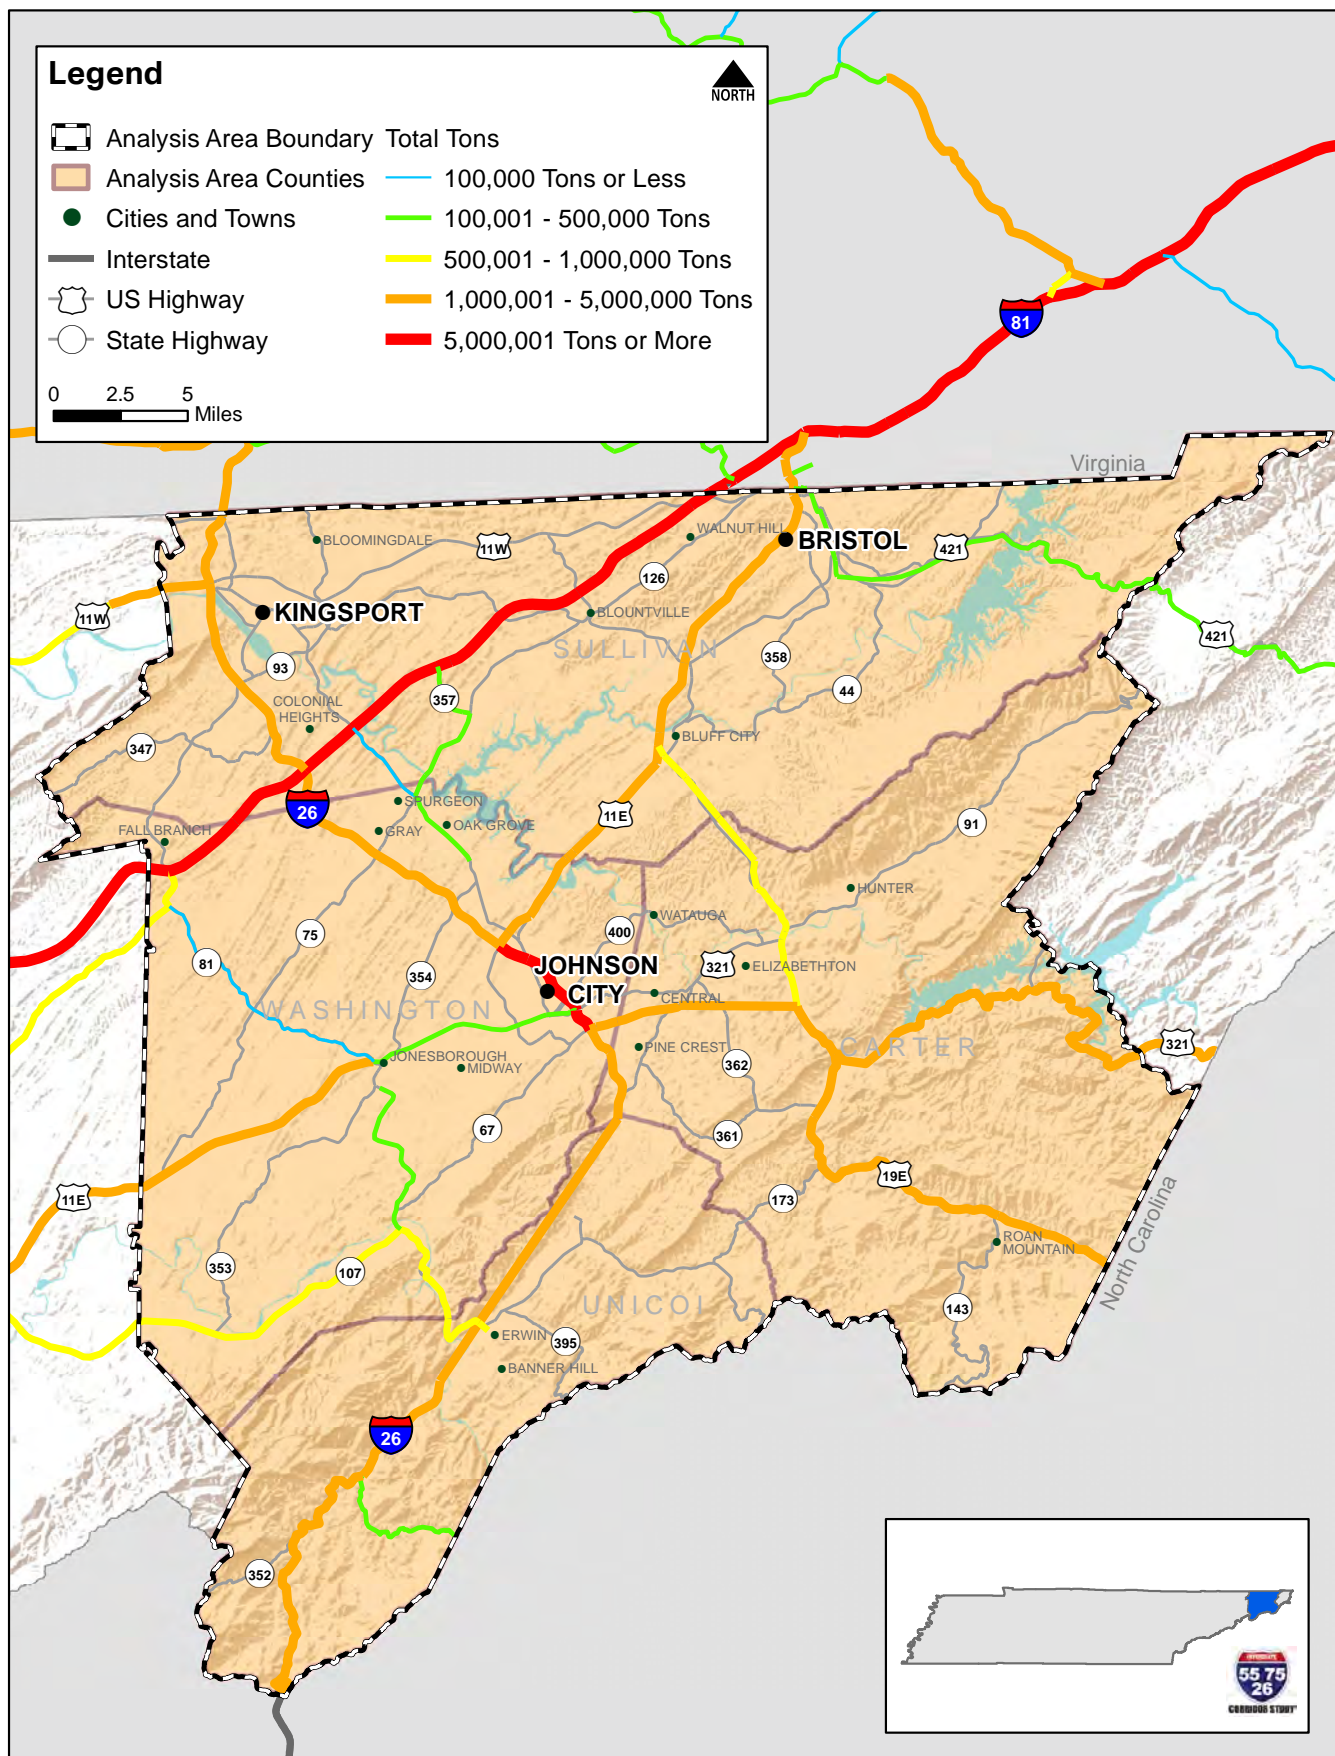 Legend
NORTH
Analysis Area Boundary
Analysis Area Counties
Cities and Towns
Interstate
US Highway
State Highway
Total Tons
100,000 Tons or Less
100,001 - 500,000 Tons
500,001 - 1,000,000 Tons
1,000,001 - 5,000,000 Tons
5,000,001 Tons or More
0 2.5 5
Miles
81
Virginia
WALNUT HILL
BRISTOL
BLOOMINGDALE
11W
421
126
11W
KINGSPORT
BLOUNTVILLE
421
SULLIVAN
358
93
357
44
COLONIAL
HEIGHTS
BLUFF CITY
347
26
SPURGEON
11E
91
FALL BRANCH
GRAY
OAK GROVE
HUNTER
WATAUGA
75
400
81
354
JOHNSON
CITY
321
ELIZABETHTON
CENTRAL
WASHINGTON
CARTER
321
PINE CREST
JONESBOROUGH
MIDWAY
362
67
361
19E
11E
173
ROAN
MOUNTAIN
North Carolina
353
107
UNICOI
143
ERWIN
395
BANNER HILL
26
352
INTERSTATE
55 75
26
CORRIDOR STUDY